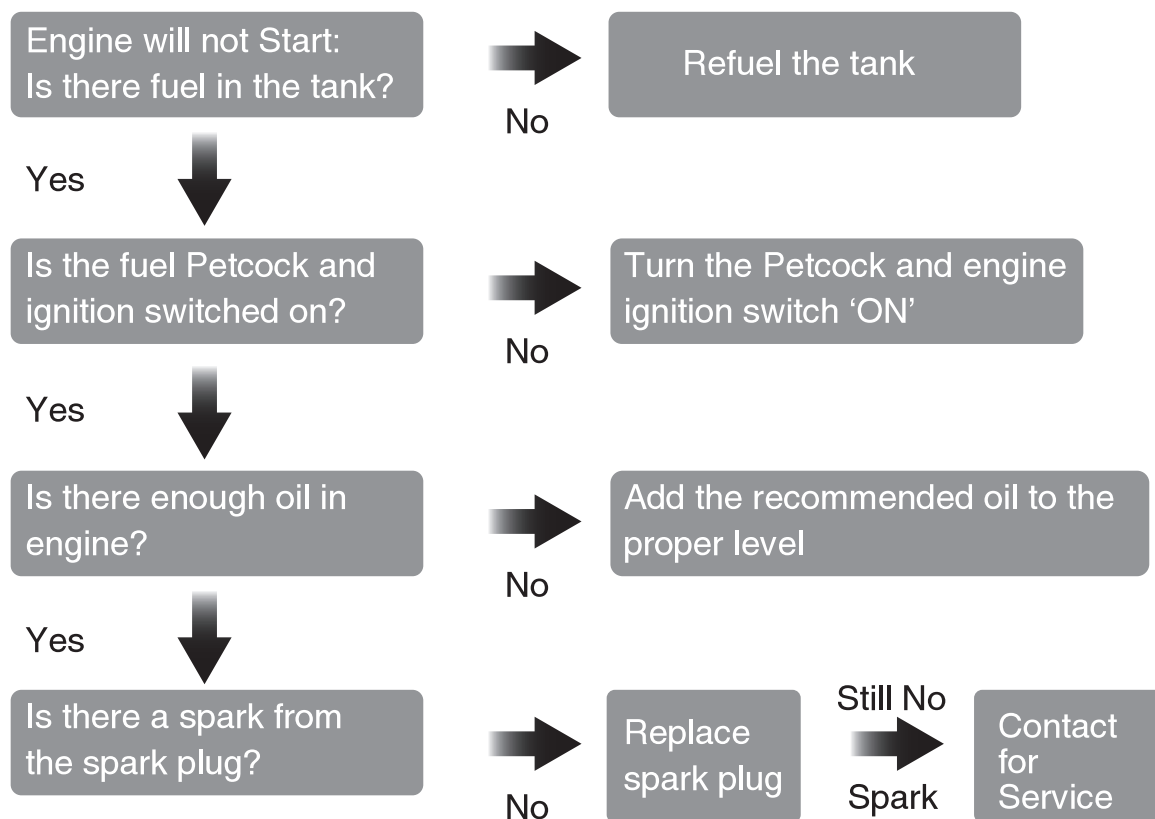 Engine will not Start:
Is there fuel in the tank?
No
Refuel the tank
Yes
Is the fuel Petcock and
ignition switched on?
No
Turn the Petcock and engine
ignition switch ‘ON’
Yes
Is there enough oil in
engine?
No
Add the recommended oil to the
proper level
Yes
Is there a spark from
the spark plug?
No
Replace
spark plug
Still No
Spark
Contact
for
Service